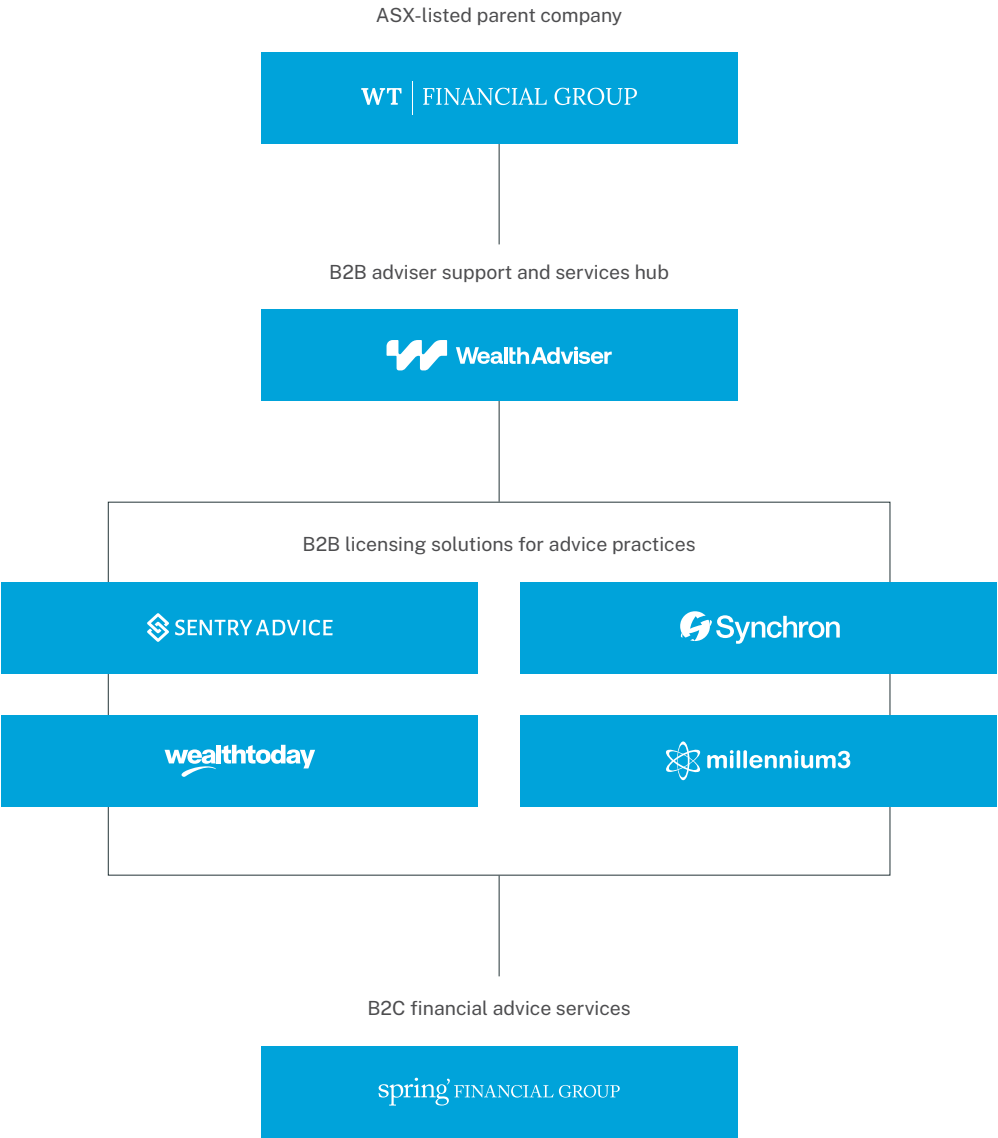 ASX-listed parent company
WT | FINANCIAL GROUP
B2B adviser support and services hub
WealthAdviser
B2B licensing solutions for advice practices
SENTRY ADVICE
Synchron
wealthtoday
millennium3
B2C financial advice services
spring' FINANCIAL GROUP